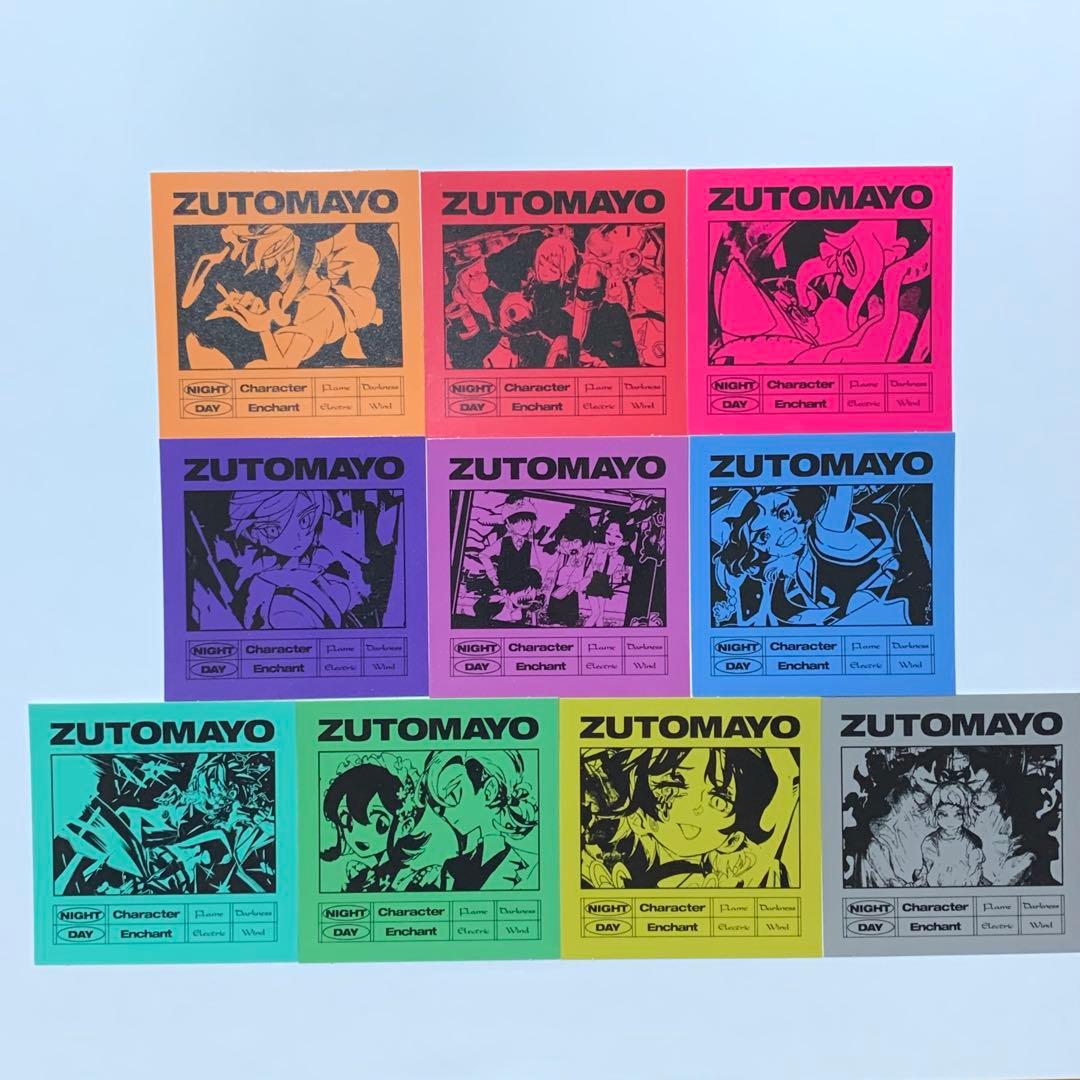 ZUTOMAYO
NIGHT Character Flame Darkness
DAY Enchant Electric Wind
ZUTOMAYO
NIGHT Character Flame Darkness
DAY Enchant Electric Wind
ZUTOMAYO
NIGHT Character Flame Darkness
DAY Enchant Electric Wind
ZUTOMAYO
NIGHT Character Flame Darkness
DAY Enchant Electric Wind
ZUTOMAYO
NIGHT Character Flame Darkness
DAY Enchant Electric Wind
ZUTOMAYO
NIGHT Character Flame Darkness
DAY Enchant Electric Wind
ZUTOMAYO
NIGHT Character Flame Darkness
DAY Enchant Electric Wind
ZUTOMAYO
NIGHT Character Flame Darkness
DAY Enchant Electric Wind
ZUTOMAYO
NIGHT Character Flame Darkness
DAY Enchant Electric Wind
ZUTOMAYO
NIGHT Character Flame Darkness
DAY Enchant Electric Wind